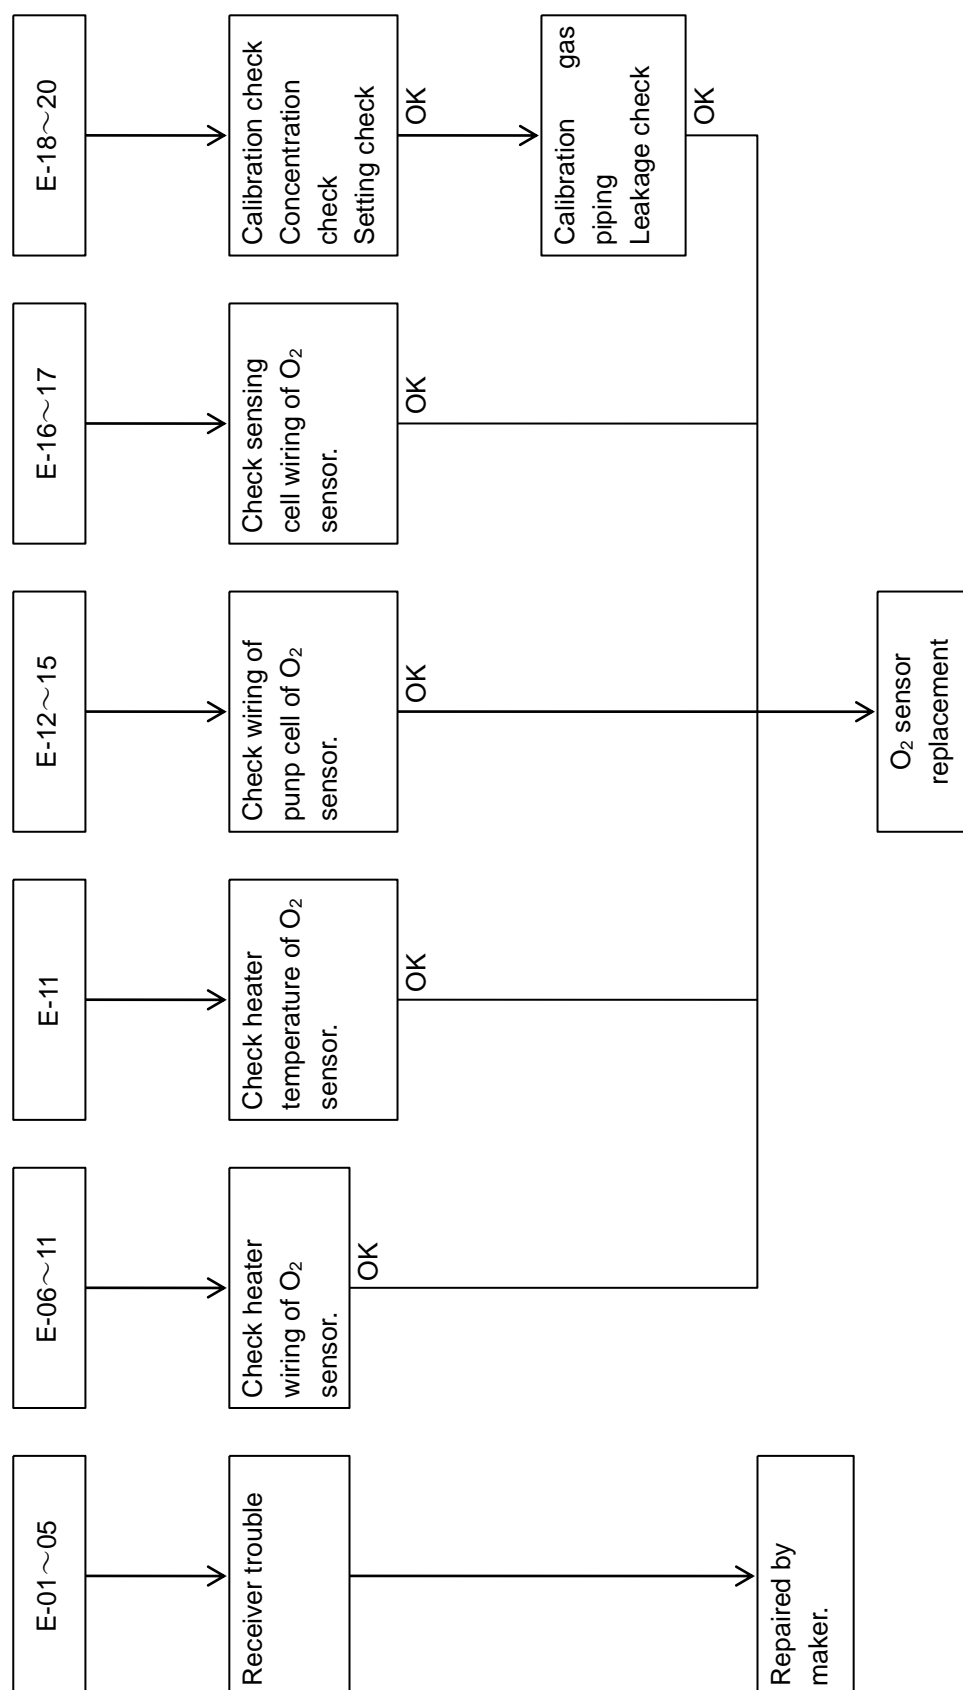 E-01～05
Receiver trouble
Repaired by
maker.
E-06～11
Check heater
wiring of O₂
sensor.
OK
E-11
Check heater
temperature of O₂
sensor.
OK
E-12～15
Check wiring of
punp cell of O₂
sensor.
OK
O₂ sensor
replacement
E-16～17
Check sensing
cell wiring of O₂
sensor.
OK
E-18～20
Calibration check
Concentration
check
Setting check
OK
Calibration gas
piping
Leakage check
OK